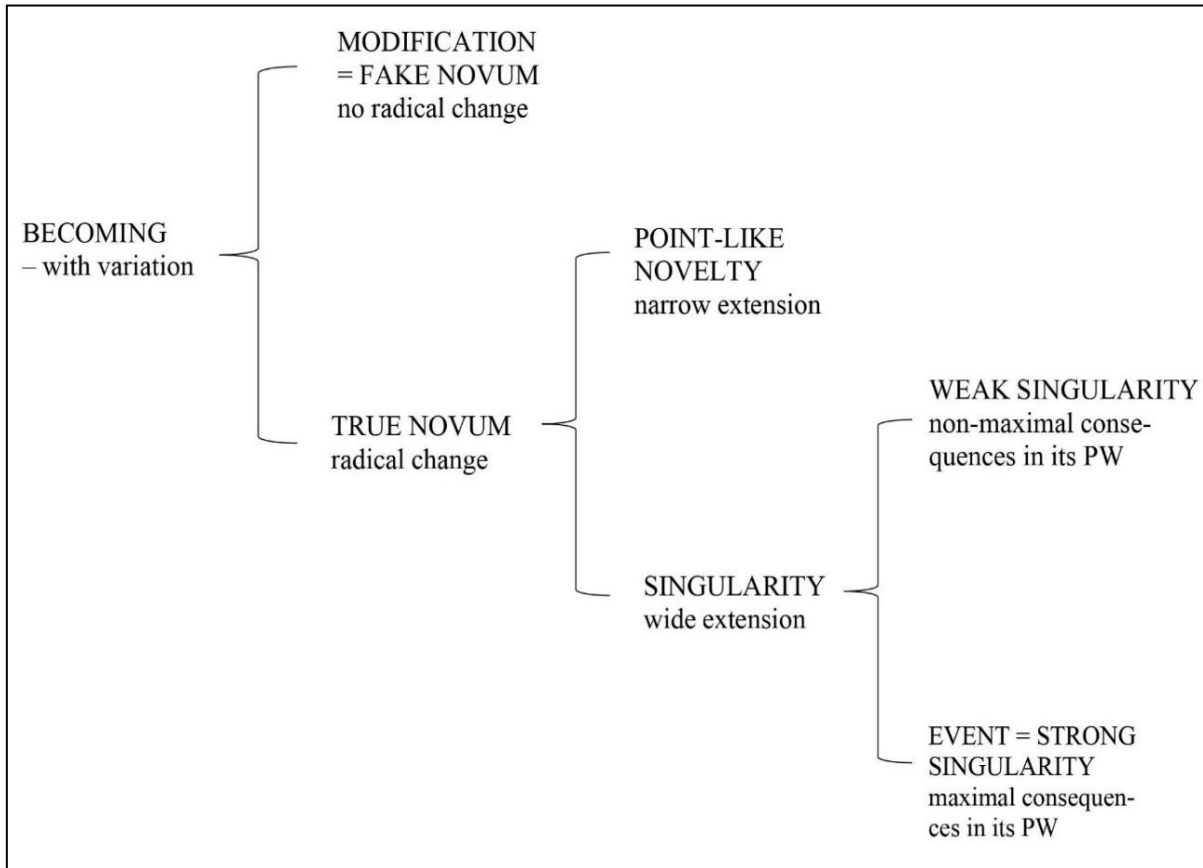 MODIFICATION
= FAKE NOVUM
no radical change
BECOMING
– with variation
TRUE NOVUM
radical change
POINT-LIKE
NOVELTY
narrow extension
SINGULARITY
wide extension
WEAK SINGULARITY
non-maximal conse-
quences in its PW
EVENT = STRONG
SINGULARITY
maximal consequen-
ces in its PW